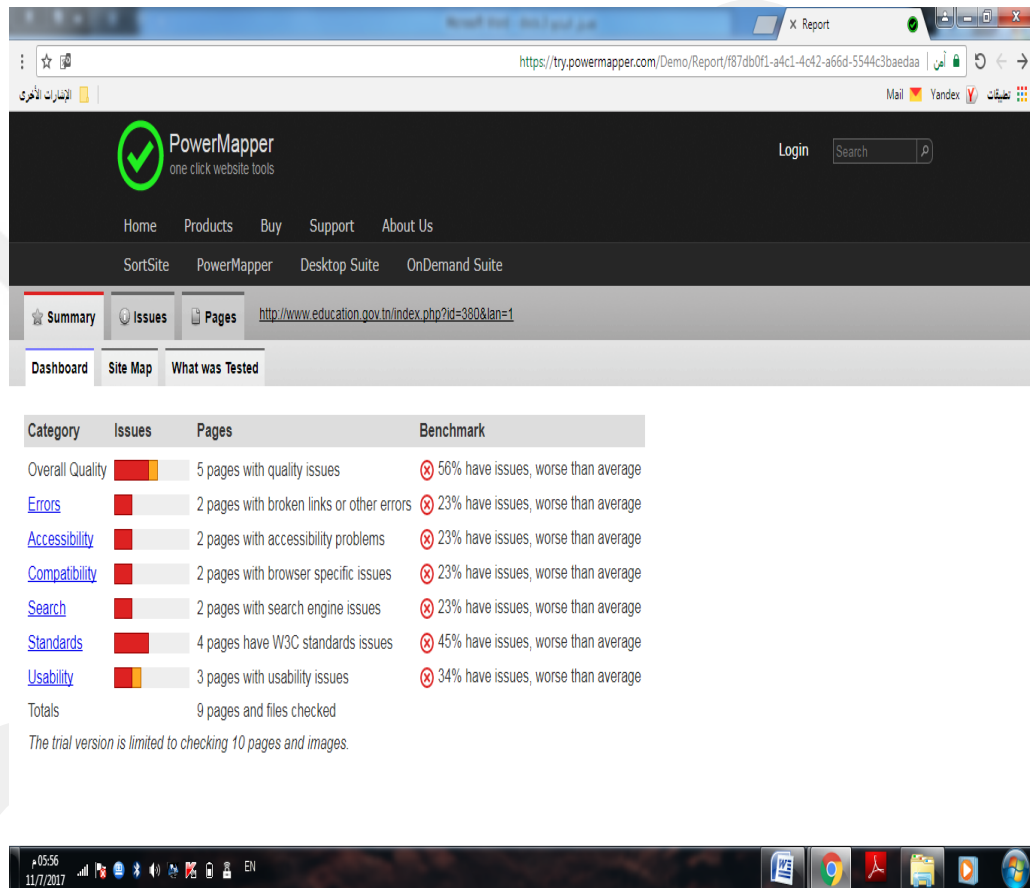 Report
https://try.powermapper.com/Demo/Report/f87db0f1-a4c1-4c42-a66d-5544c3baedaa | آمن
الإشارات الأخرى
Mail Yandex تطبيقات
PowerMapper
one click website tools
Login Search
Home Products Buy Support About Us
SortSite PowerMapper Desktop Suite OnDemand Suite
Summary Issues Pages http://www.education.gov.tn/index.php?id=380&lan=1
Dashboard Site Map What was Tested
Category Issues Pages Benchmark
Overall Quality 5 pages with quality issues 56% have issues, worse than average
Errors 2 pages with broken links or other errors 23% have issues, worse than average
Accessibility 2 pages with accessibility problems 23% have issues, worse than average
Compatibility 2 pages with browser specific issues 23% have issues, worse than average
Search 2 pages with search engine issues 23% have issues, worse than average
Standards 4 pages have W3C standards issues 45% have issues, worse than average
Usability 3 pages with usability issues 34% have issues, worse than average
Totals 9 pages and files checked
The trial version is limited to checking 10 pages and images.
05:56 م
EN
11/7/2017